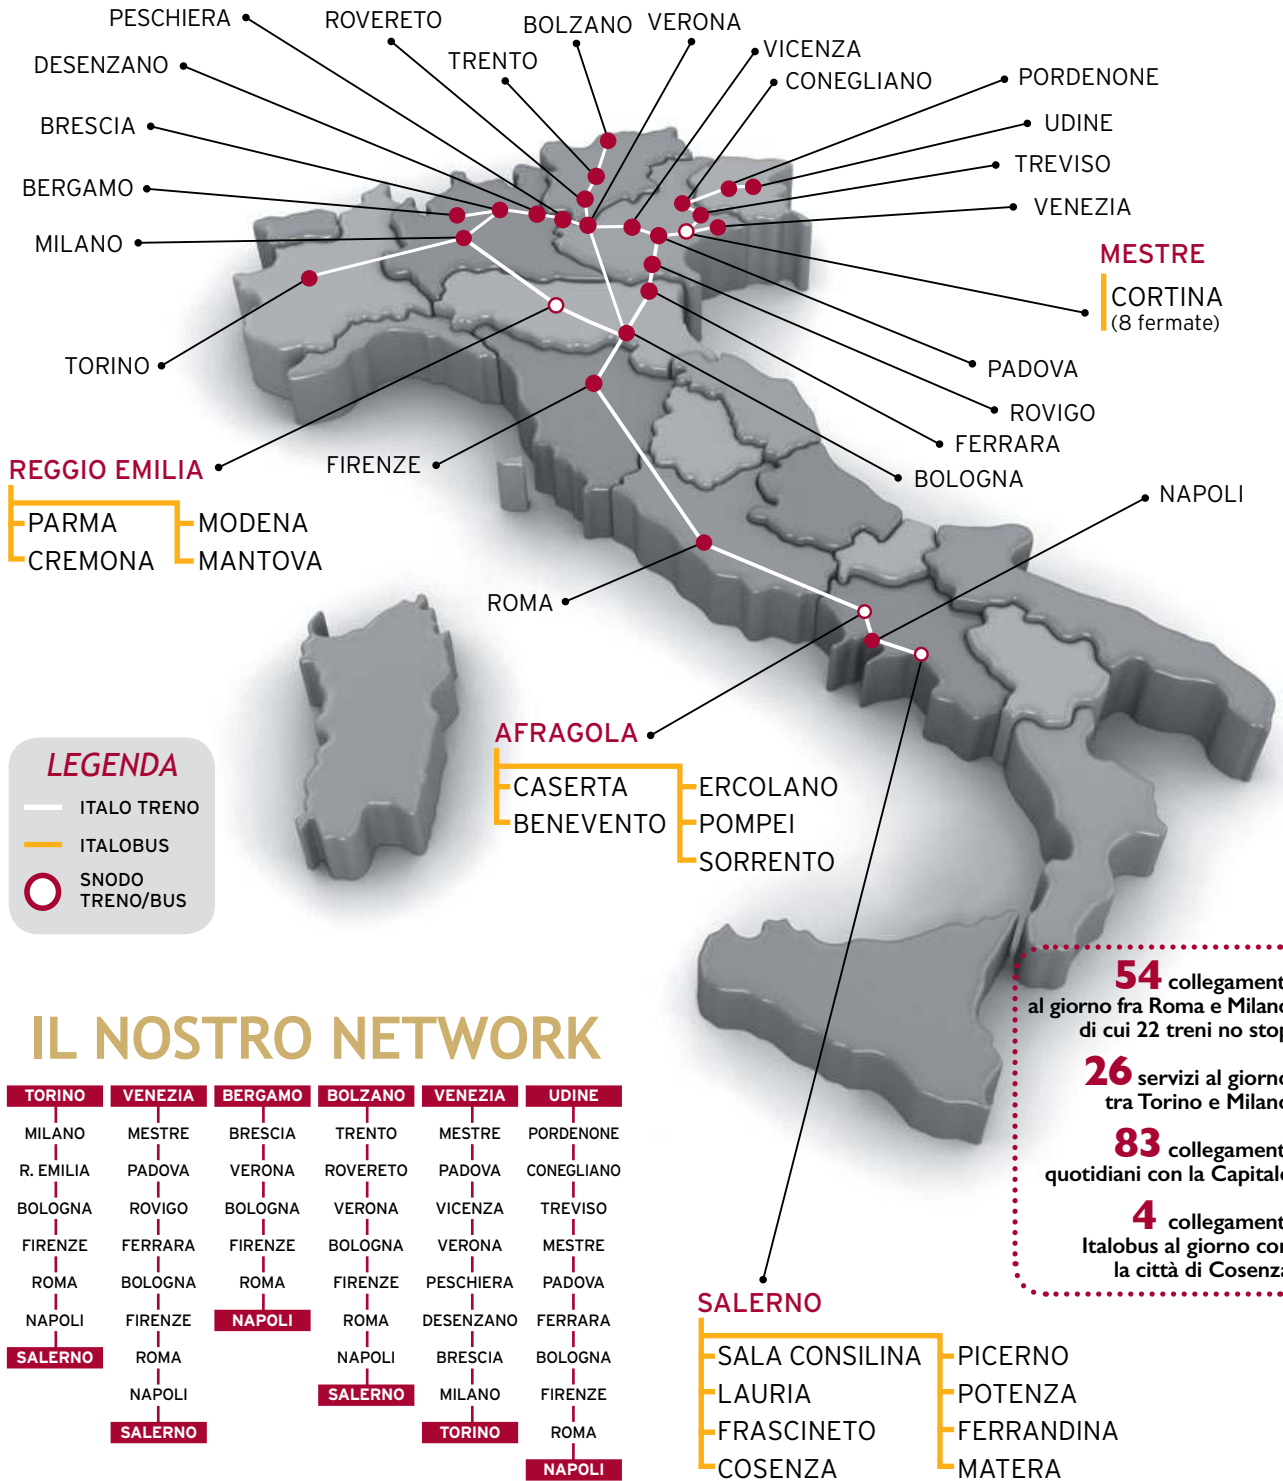 PESCHIERA
ROVERETO
BOLZANO
VERONA
DESENZANO
TRENTO
VICENZA
CONEGLIANO
PORDENONE
BRESCIA
UDINE
TREVISO
BERGAMO
VENEZIA
MILANO
MESTRE
CORTINA
(8 fermate)
TORINO
PADOVA
ROVIGO
FERRARA
BOLOGNA
NAPOLI
REGGIO EMILIA
FIRENZE
PARMA
MODENA
CREMONA
MANTOVA
ROMA
AFRAGOLA
CASERTA
ERCOLANO
BENEVENTO
POMPEI
SORRENTO
LEGENDA
ITALO TRENO
ITALOBUS
SNODO
TRENO/BUS
54 collegament
al giorno fra Roma e Milano
di cui 22 treni no stop
26 servizi al giorno
tra Torino e Milano
83 collegament
quotidiani con la Capitale
4 collegament
Italobus al giorno con
la città di Cosenza
IL NOSTRO NETWORK
TORINO
MILANO
R. EMILIA
BOLOGNA
FIRENZE
ROMA
NAPOLI
SALERNO
VENEZIA
MESTRE
PADOVA
ROVIGO
FERRARA
BOLOGNA
FIRENZE
ROMA
NAPOLI
SALERNO
BERGAMO
BRESCIA
VERONA
BOLOGNA
FIRENZE
ROMA
NAPOLI
BOLZANO
TRENTO
ROVERETO
VERONA
BOLOGNA
FIRENZE
ROMA
NAPOLI
SALERNO
VENEZIA
MESTRE
PADOVA
VICENZA
VERONA
PESCHIERA
DESENZANO
BRESCIA
MILANO
TORINO
UDINE
PORDENONE
CONEGLIANO
TREVISO
MESTRE
PADOVA
FERRARA
BOLOGNA
FIRENZE
ROMA
NAPOLI
SALERNO
SALA CONSILINA
PICERNO
LAURIA
POTENZA
FRASCINETO
FERRANDINA
COSENZA
MATERA